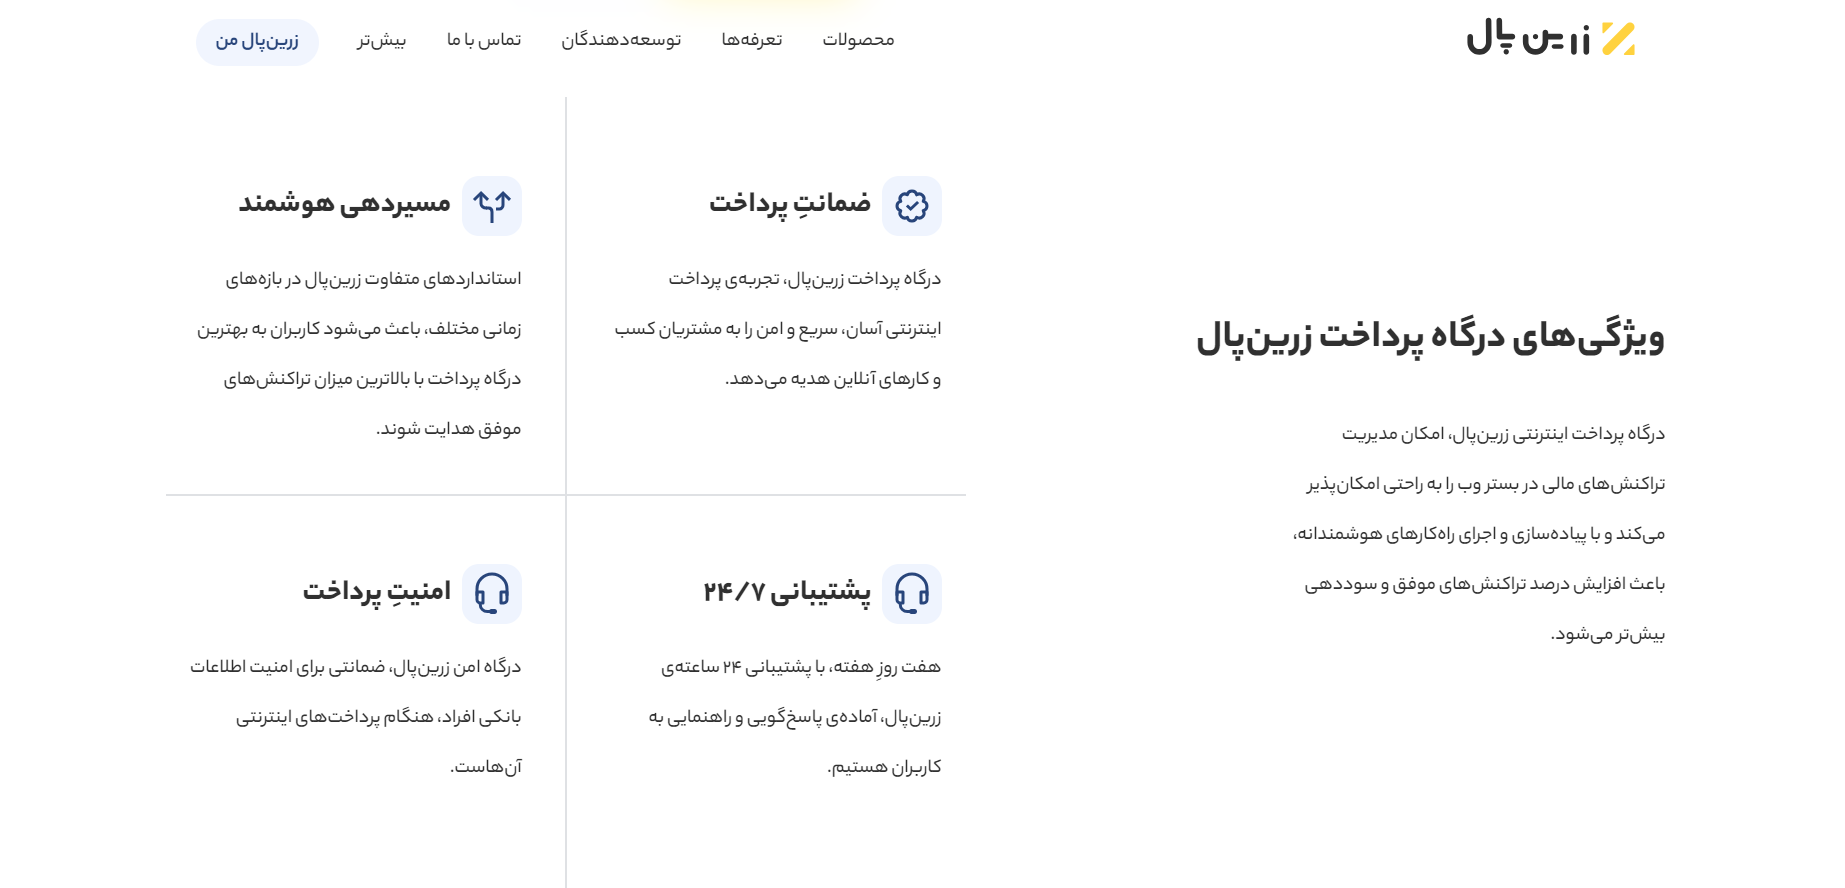 زرین پال
محصولات
تعرفه‌ها
توسعه‌دهندگان
تماس با ما
بیش‌تر
زرین‌پال من
ویژگی‌های درگاه پرداخت زرین‌پال
درگاه پرداخت اینترنتی زرین‌پال، امکان مدیریت
تراکنش‌های مالی در بستر وب را به راحتی امکان‌پذیر
می‌کند و با پیاده‌سازی و اجرای راه‌کارهای هوشمندانه،
باعث افزایش درصد تراکنش‌های موفق و سوددهی
بیش‌تر می‌شود.
ضمانتِ پرداخت
درگاه پرداخت زرین‌پال، تجربه‌ی پرداخت
اینترنتی آسان، سریع و امن را به مشتریان کسب
و کارهای آنلاین هدیه می‌دهد.
مسیردهی هوشمند
استانداردهای متفاوت زرین‌پال در بازه‌های
زمانی مختلف، باعث می‌شود کاربران به بهترین
درگاه پرداخت با بالاترین میزان تراکنش‌های
موفق هدایت شوند.
پشتیبانی ۲۴/۷
هفت روزِ هفته، با پشتیبانی ۲۴ ساعته‌ی
زرین‌پال، آماده‌ی پاسخ‌گویی و راهنمایی به
کاربران هستیم.
امنیتِ پرداخت
درگاه امن زرین‌پال، ضمانتی برای امنیت اطلاعات
بانکی افراد، هنگام پرداخت‌های اینترنتی
آن‌هاست.